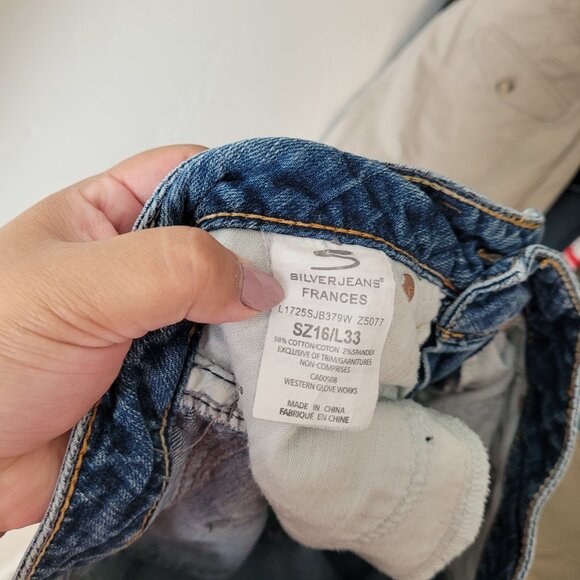 SILVERJEANS®
FRANCES
L1725SJB379W Z5077
SZ16/L33
98% COTTON/COTON 2%SPANDEX
EXCLUSIVE OF TRIM/GARNITURES
NON-COMPRISES
CA00508
WESTERN GLOVE WORKS
MADE IN CHINA
FABRIQUÉ EN CHINE